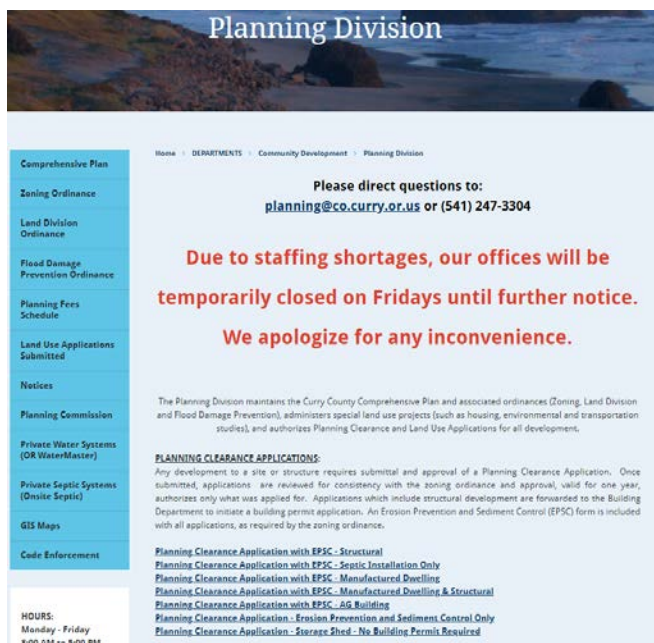 Planning Division
Home > DEPARTMENTS > Community Development > Planning Division
Please direct questions to:
planning@co.curry.or.us or (541) 247-3304
Due to staffing shortages, our offices will be
temporarily closed on Fridays until further notice.
We apologize for any inconvenience.
The Planning Division maintains the Curry County Comprehensive Plan and associated ordinances (Zoning, Land Division
and Flood Damage Prevention), administers special land use projects (such as housing, environmental and transportation
studies), and authorizes Planning Clearance and Land Use Applications for all development.
PLANNING CLEARANCE APPLICATIONS:
Any development to a site or structure requires submittal and approval of a Planning Clearance Application. Once
submitted, applications are reviewed for consistency with the zoning ordinance and approval, valid for one year,
authorizes only what was applied for. Applications which include structural development are forwarded to the Building
Department to initiate a building permit application. An Erosion Prevention and Sediment Control (EPSC) form is included
with all applications, as required by the zoning ordinance.
Planning Clearance Application with EPSC - Structural
Planning Clearance Application with EPSC - Septic Installation Only
Planning Clearance Application with EPSC - Manufactured Dwelling
Planning Clearance Application with EPSC - Manufactured Dwelling & Structural
Planning Clearance Application with EPSC - AG Building
Planning Clearance Application - Erosion Prevention and Sediment Control Only
Planning Clearance Application - Storage Shed - No Building Permit Required
Comprehensive Plan
Zoning Ordinance
Land Division
Ordinance
Flood Damage
Prevention Ordinance
Planning Fees
Schedule
Land Use Applications
Submitted
Notices
Planning Commission
Private Water Systems
(OR WaterMaster)
Private Septic Systems
(Onsite Septic)
GIS Maps
Code Enforcement
HOURS:
Monday - Friday
8:00 AM to 5:00 PM